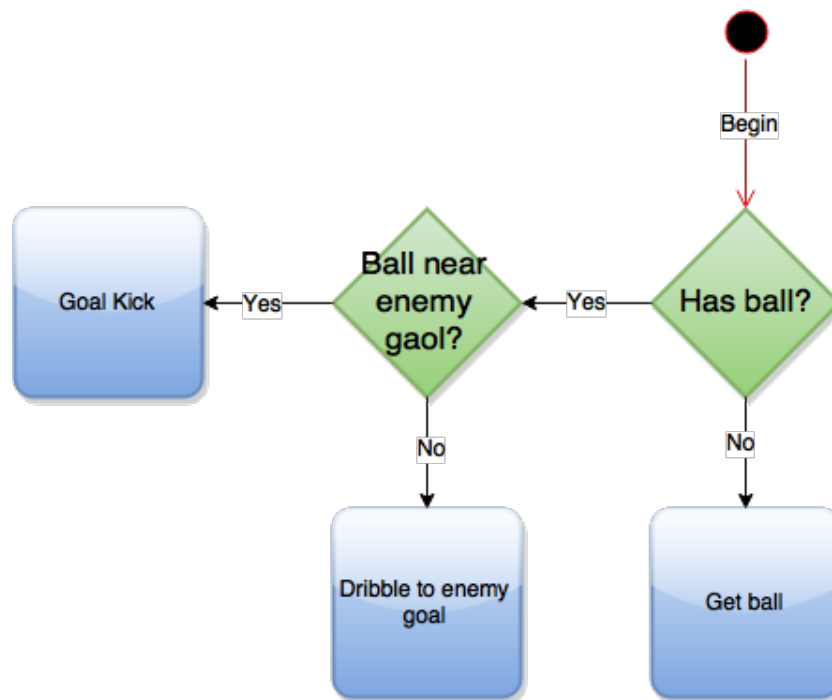 Begin
Has ball?
Yes
Ball near
enemy
gaol?
Yes
Goal Kick
No
Dribble to enemy
goal
No
Get ball